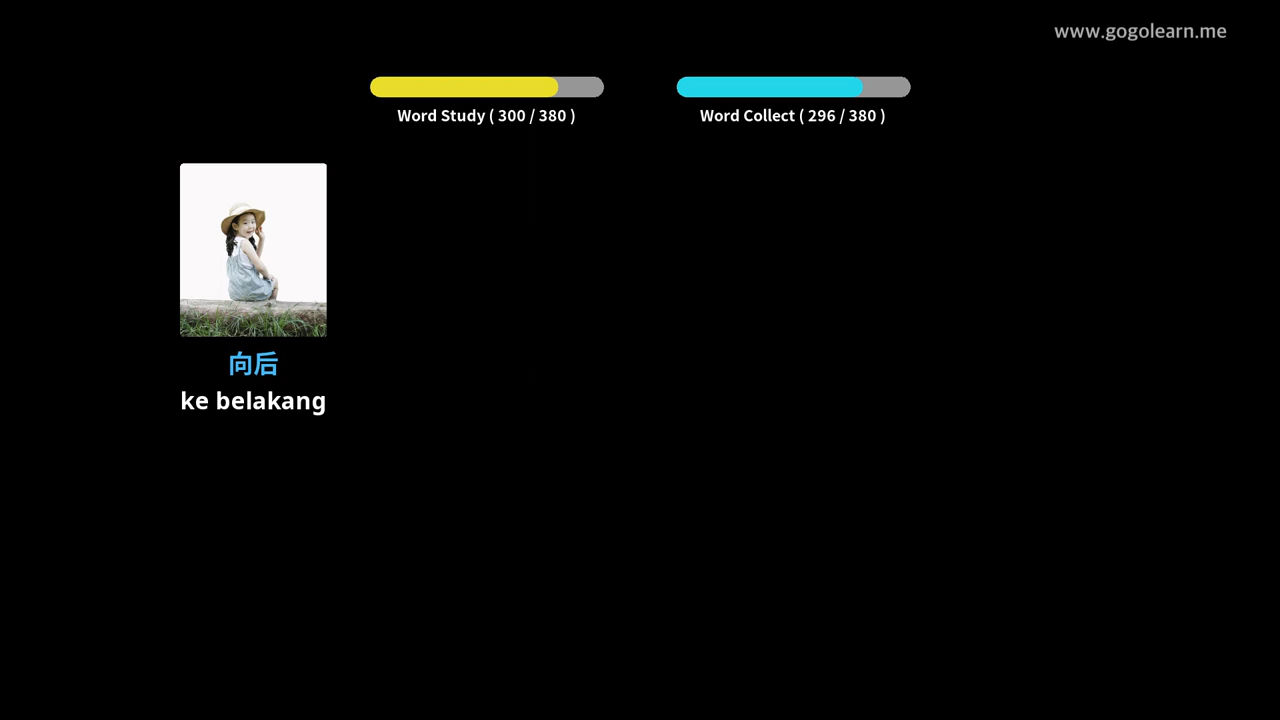 www.gogolearn.me
Word Study ( 300 / 380 )
Word Collect ( 296 / 380 )
向后
ke belakang